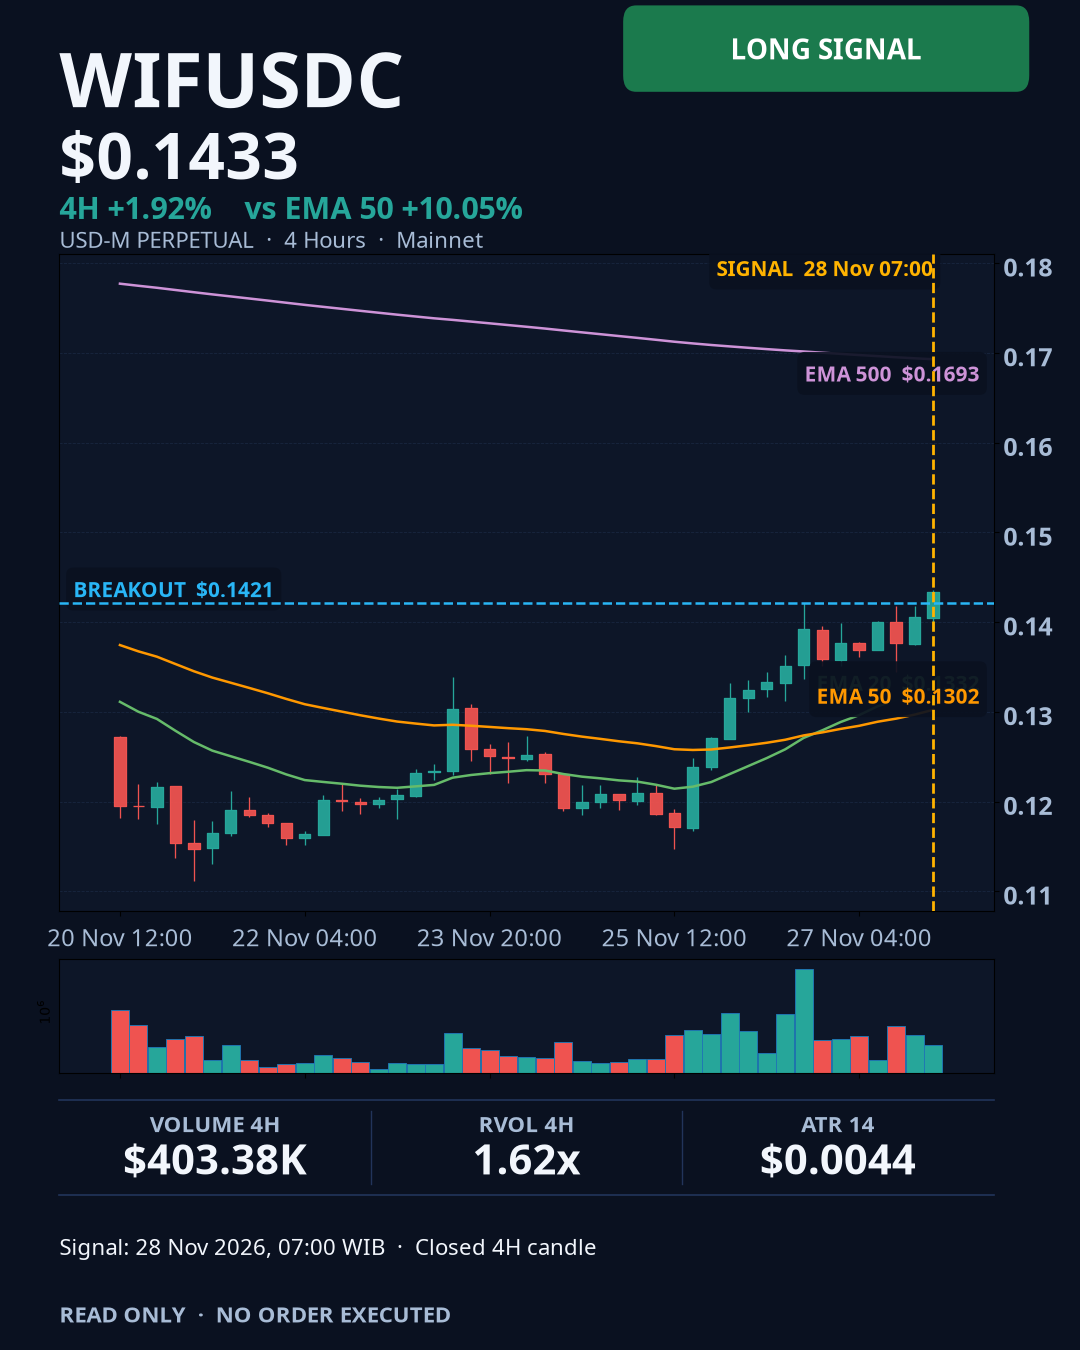 LONG SIGNAL
WIFUSDC
$0.1433
4H +1.92% vs EMA 50 +10.05%
USD-M PERPETUAL · 4 Hours · Mainnet
SIGNAL 28 Nov 07:00
0.18
0.17
EMA 500 $0.1693
0.16
0.15
BREAKOUT $0.1421
0.14
EMA 20 $0.1332
EMA 50 $0.1302
0.13
0.12
0.11
20 Nov 12:00 22 Nov 04:00 23 Nov 20:00 25 Nov 12:00 27 Nov 04:00
10⁶
VOLUME 4H RVOL 4H ATR 14
$403.38K 1.62x $0.0044
Signal: 28 Nov 2026, 07:00 WIB · Closed 4H candle
READ ONLY · NO ORDER EXECUTED